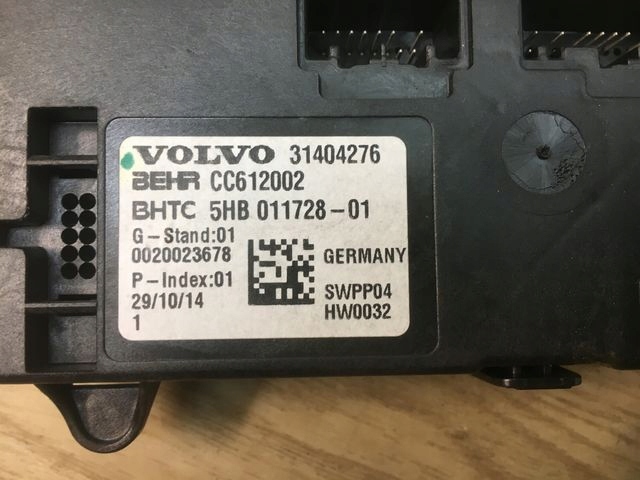 VOLVO 31404276
BEHR CC612002
BHTC 5HB 011728-01
G-Stand:01
0020023678
GERMANY
P-Index:01
29/10/14
SWPP04
1
HW0032